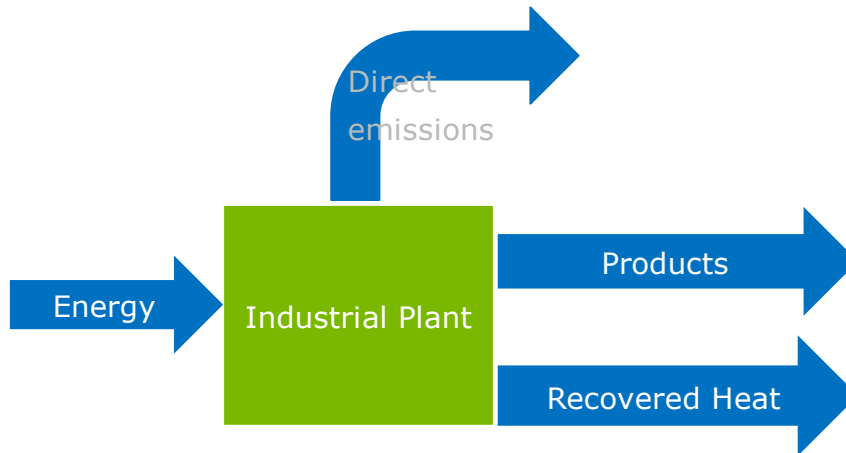 Direct
emissions
Products
Energy
Industrial Plant
Recovered Heat